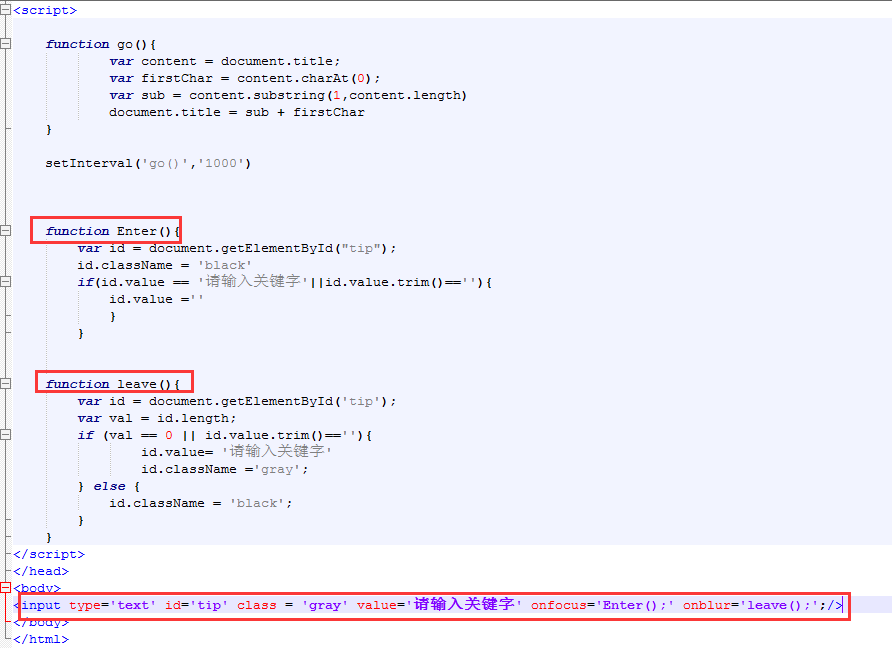 <script>
function go(){
var content = document.title;
var firstChar = content.charAt(0);
var sub = content.substring(1,content.length)
document.title = sub + firstChar
}
setInterval('go()','1000')
function Enter(){
var id = document.getElementById("tip");
id.className = 'black'
if(id.value == '请输入关键字'||id.value.trim()==''){
id.value =''
}
}
function leave(){
var id = document.getElementById('tip');
var val = id.length;
if (val == 0 || id.value.trim()==''){
id.value= '请输入关键字'
id.className ='gray';
} else {
id.className = 'black';
}
}
</script>
</head>
<body>
<input type='text' id='tip' class = 'gray' value='请输入关键字' onfocus='Enter();' onblur='leave();';/>
</body>
</html>